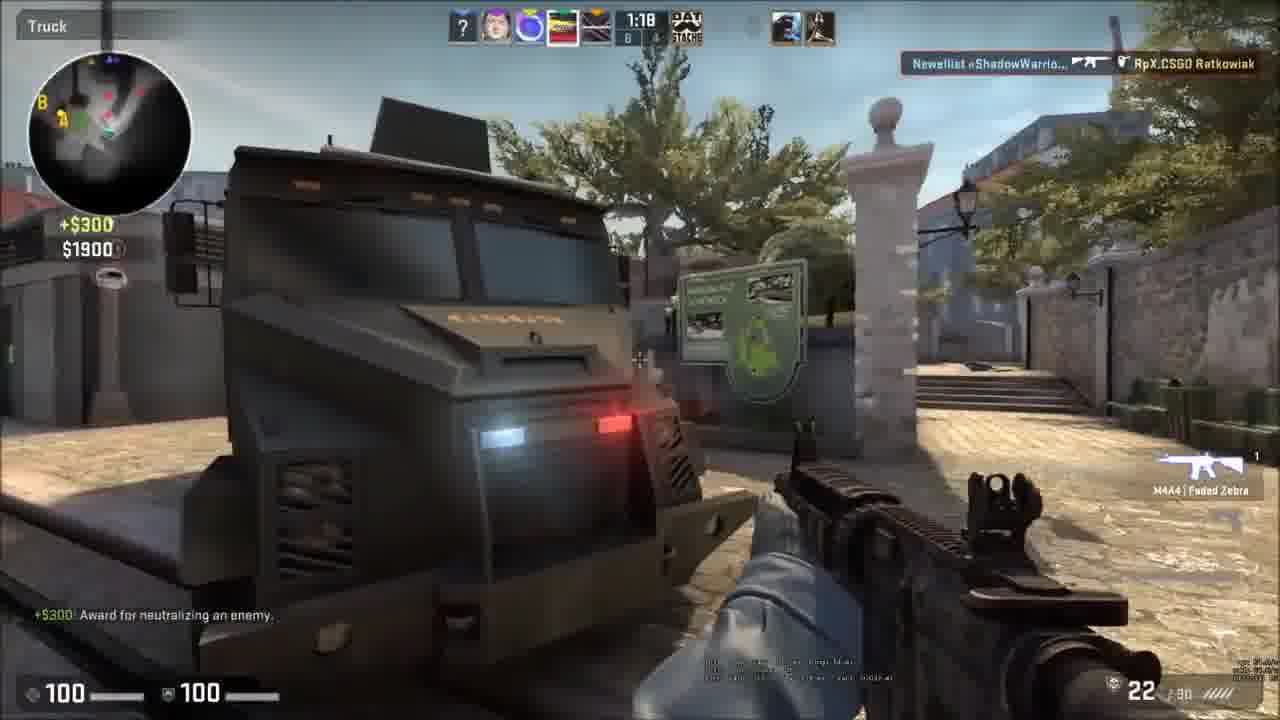 Truck
?
1:18
6 4
STACHE
Newellist «ShadowWarrio... RpX.CSGO Ratkowiak
B
+$300
$1900
1
M4A4 | Faded Zebra
+$300: Award for neutralizing an enemy.
100 100
22 / 90